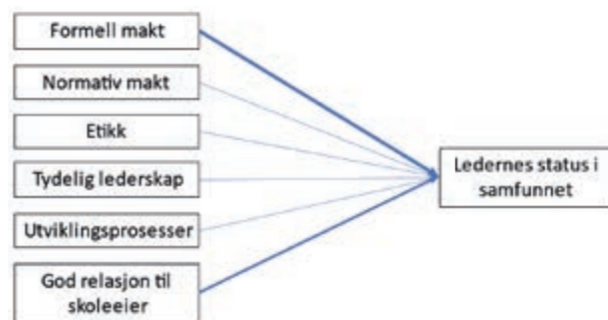 Formell makt
Normativ makt
Etikk
Tydelig lederskap
Utviklingsprosesser
God relasjon til
skoleeier
Ledernes status i
samfunnet